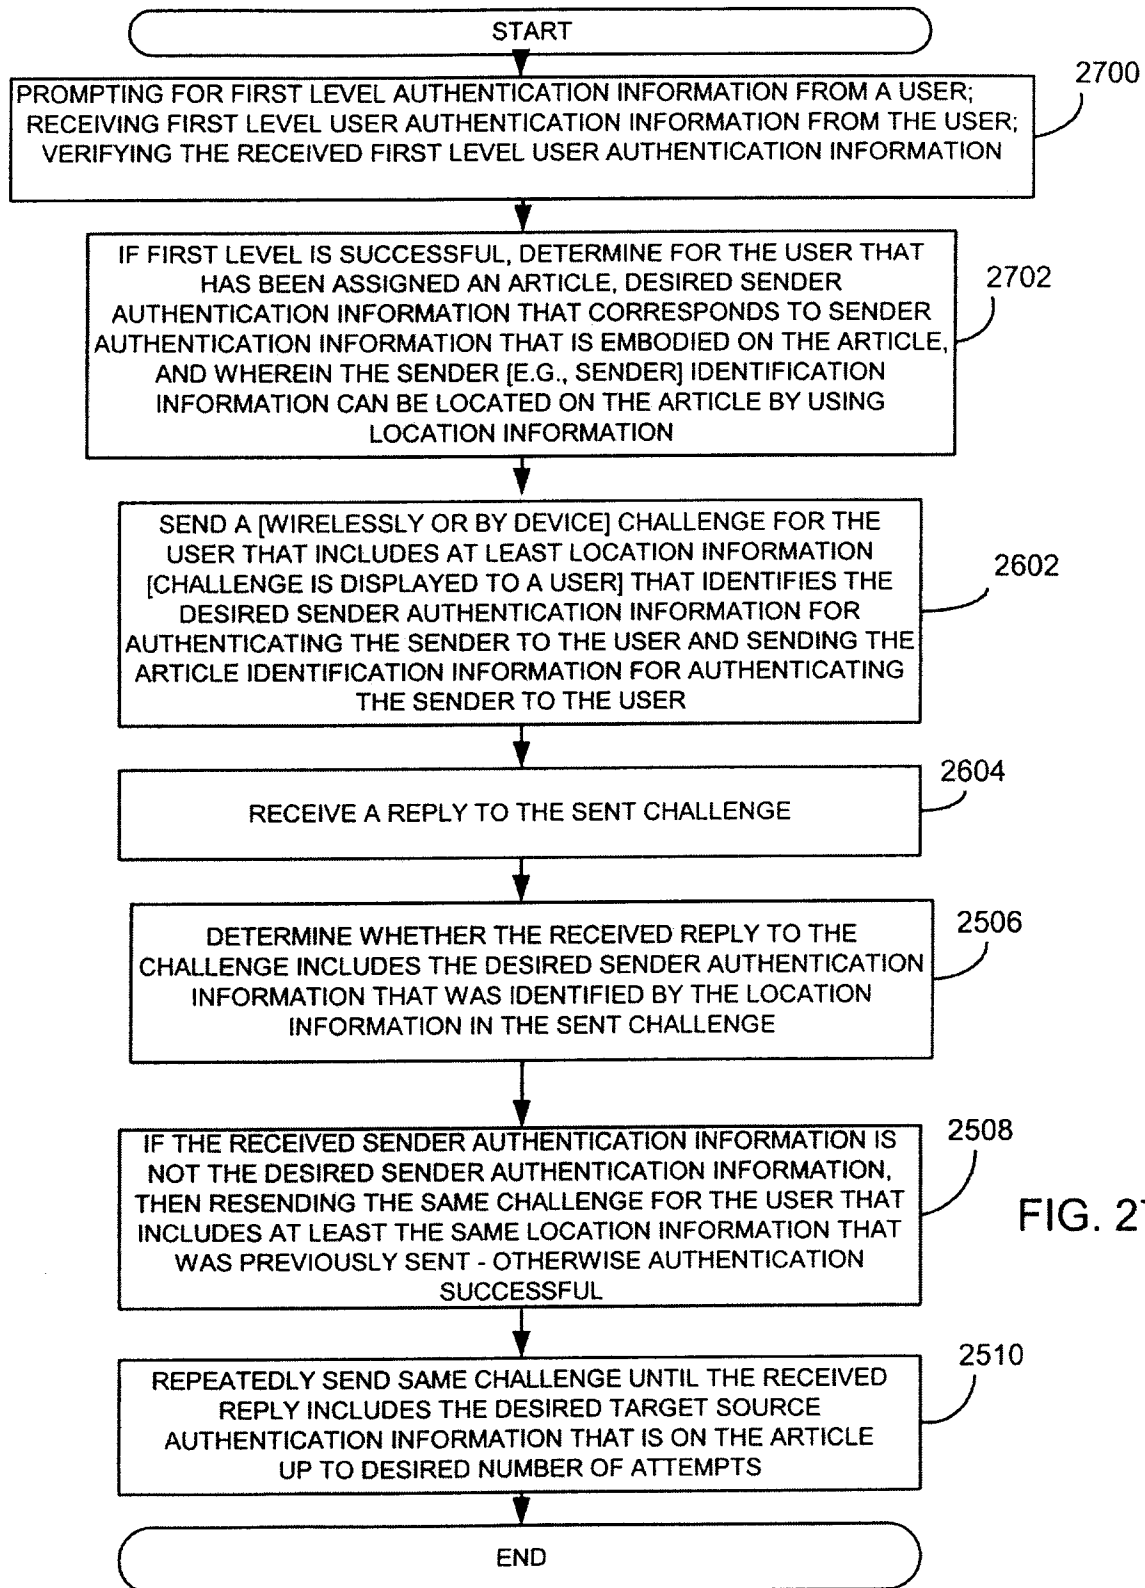 START
2700
PROMPTING FOR FIRST LEVEL AUTHENTICATION INFORMATION FROM A USER;
RECEIVING FIRST LEVEL USER AUTHENTICATION INFORMATION FROM THE USER;
VERIFYING THE RECEIVED FIRST LEVEL USER AUTHENTICATION INFORMATION
2702
IF FIRST LEVEL IS SUCCESSFUL, DETERMINE FOR THE USER THAT
HAS BEEN ASSIGNED AN ARTICLE, DESIRED SENDER
AUTHENTICATION INFORMATION THAT CORRESPONDS TO SENDER
AUTHENTICATION INFORMATION THAT IS EMBODIED ON THE ARTICLE,
AND WHEREIN THE SENDER [E.G., SENDER] IDENTIFICATION
INFORMATION CAN BE LOCATED ON THE ARTICLE BY USING
LOCATION INFORMATION
2602
SEND A [WIRELESSLY OR BY DEVICE] CHALLENGE FOR THE
USER THAT INCLUDES AT LEAST LOCATION INFORMATION
[CHALLENGE IS DISPLAYED TO A USER] THAT IDENTIFIES THE
DESIRED SENDER AUTHENTICATION INFORMATION FOR
AUTHENTICATING THE SENDER TO THE USER AND SENDING THE
ARTICLE IDENTIFICATION INFORMATION FOR AUTHENTICATING
THE SENDER TO THE USER
2604
RECEIVE A REPLY TO THE SENT CHALLENGE
2506
DETERMINE WHETHER THE RECEIVED REPLY TO THE
CHALLENGE INCLUDES THE DESIRED SENDER AUTHENTICATION
INFORMATION THAT WAS IDENTIFIED BY THE LOCATION
INFORMATION IN THE SENT CHALLENGE
2508
IF THE RECEIVED SENDER AUTHENTICATION INFORMATION IS
NOT THE DESIRED SENDER AUTHENTICATION INFORMATION,
THEN RESENDING THE SAME CHALLENGE FOR THE USER THAT
INCLUDES AT LEAST THE SAME LOCATION INFORMATION THAT
WAS PREVIOUSLY SENT - OTHERWISE AUTHENTICATION
SUCCESSFUL
FIG. 27
2510
REPEATEDLY SEND SAME CHALLENGE UNTIL THE RECEIVED
REPLY INCLUDES THE DESIRED TARGET SOURCE
AUTHENTICATION INFORMATION THAT IS ON THE ARTICLE
UP TO DESIRED NUMBER OF ATTEMPTS
END